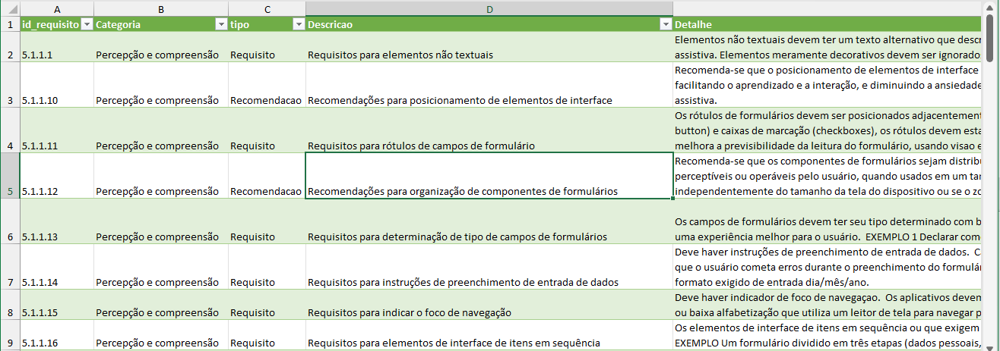 A B C D
1 id_requisito Categoria tipo Descricao Detalhe
Elementos não textuais devem ter um texto alternativo que
2 5.1.1.1 Percepção e compreensão Requisito Requisitos para elementos não textuais assistiva. Elementos meramente decorativos devem ser
Recomenda-se que o posicionamento de elementos de interface
facilitando o aprendizado e a interação, e diminuindo a ansiedade
3 5.1.1.10 Percepção e compreensão Recomendacao Recomendações para posicionamento de elementos de interface assistiva.
Os rótulos de formulários devem ser posicionados
button) e caixas de marcação (checkboxes), os rótulos devem
4 5.1.1.11 Percepção e compreensão Requisito Requisitos para rótulos de campos de formulário melhora a previsibilidade da leitura do formulário, usando visao e
Recomenda-se que os componentes de formulários sejam
perceptíveis ou operáveis pelo usuário, quando usados em um
5 5.1.1.12 Percepção e compreensão Recomendacao Recomendações para organização de componentes de formulários independentemente do tamanho da tela do dispositivo ou se o
Os campos de formulários devem ter seu tipo determinado com
6 5.1.1.13 Percepção e compreensão Requisito Requisitos para determinação de tipo de campos de formulários uma experiência melhor para o usuário. EXEMPLO 1 Declarar
Deve haver instruções de preenchimento de entrada de dados.
que o usuário cometa erros durante o preenchimento do
7 5.1.1.14 Percepção e compreensão Requisito Requisitos para instruções de preenchimento de entrada de dados formato exigido de entrada dia/mês/ano.
Deve haver indicador de foco de navegaçao. Os aplicativos
8 5.1.1.15 Percepção e compreensão Requisito Requisitos para indicar o foco de navegação ou baixa alfabetização que utiliza um leitor de tela para navegar
Os elementos de interface de itens em sequência ou que exigem
9 5.1.1.16 Percepção e compreensão Requisito Requisitos para elementos de interface de itens em sequência EXEMPLO Um formulário dividido em três etapas (dados pessoais,